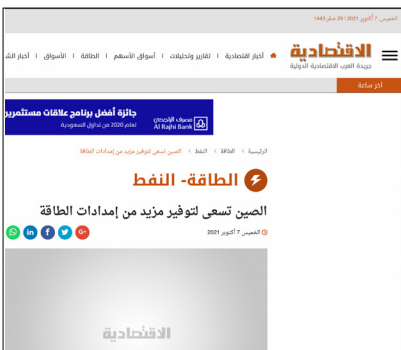 الخميس 7 أكتوبر 2021 | 29 صفر 1443
الاقتصادية
جريدة العرب الاقتصادية الدولية
أخبار اقتصادية | تقارير وتحليلات | أسواق الأسهم | الطاقة | الأسواق | أخبار الش
آخر ساعة
مصرف الراجحي
Al Rajhi Bank
جائزة أفضل برنامج علاقات مستثمرين
لعام 2020 من تداول السعودية
الرئيسية › الطاقة › النفط › الصين تسعى لتوفير مزيد من إمدادات الطاقة
الطاقة- النفط
الصين تسعى لتوفير مزيد من إمدادات الطاقة
الخميس 7 أكتوبر 2021
G+
f
in
الاقتصادية